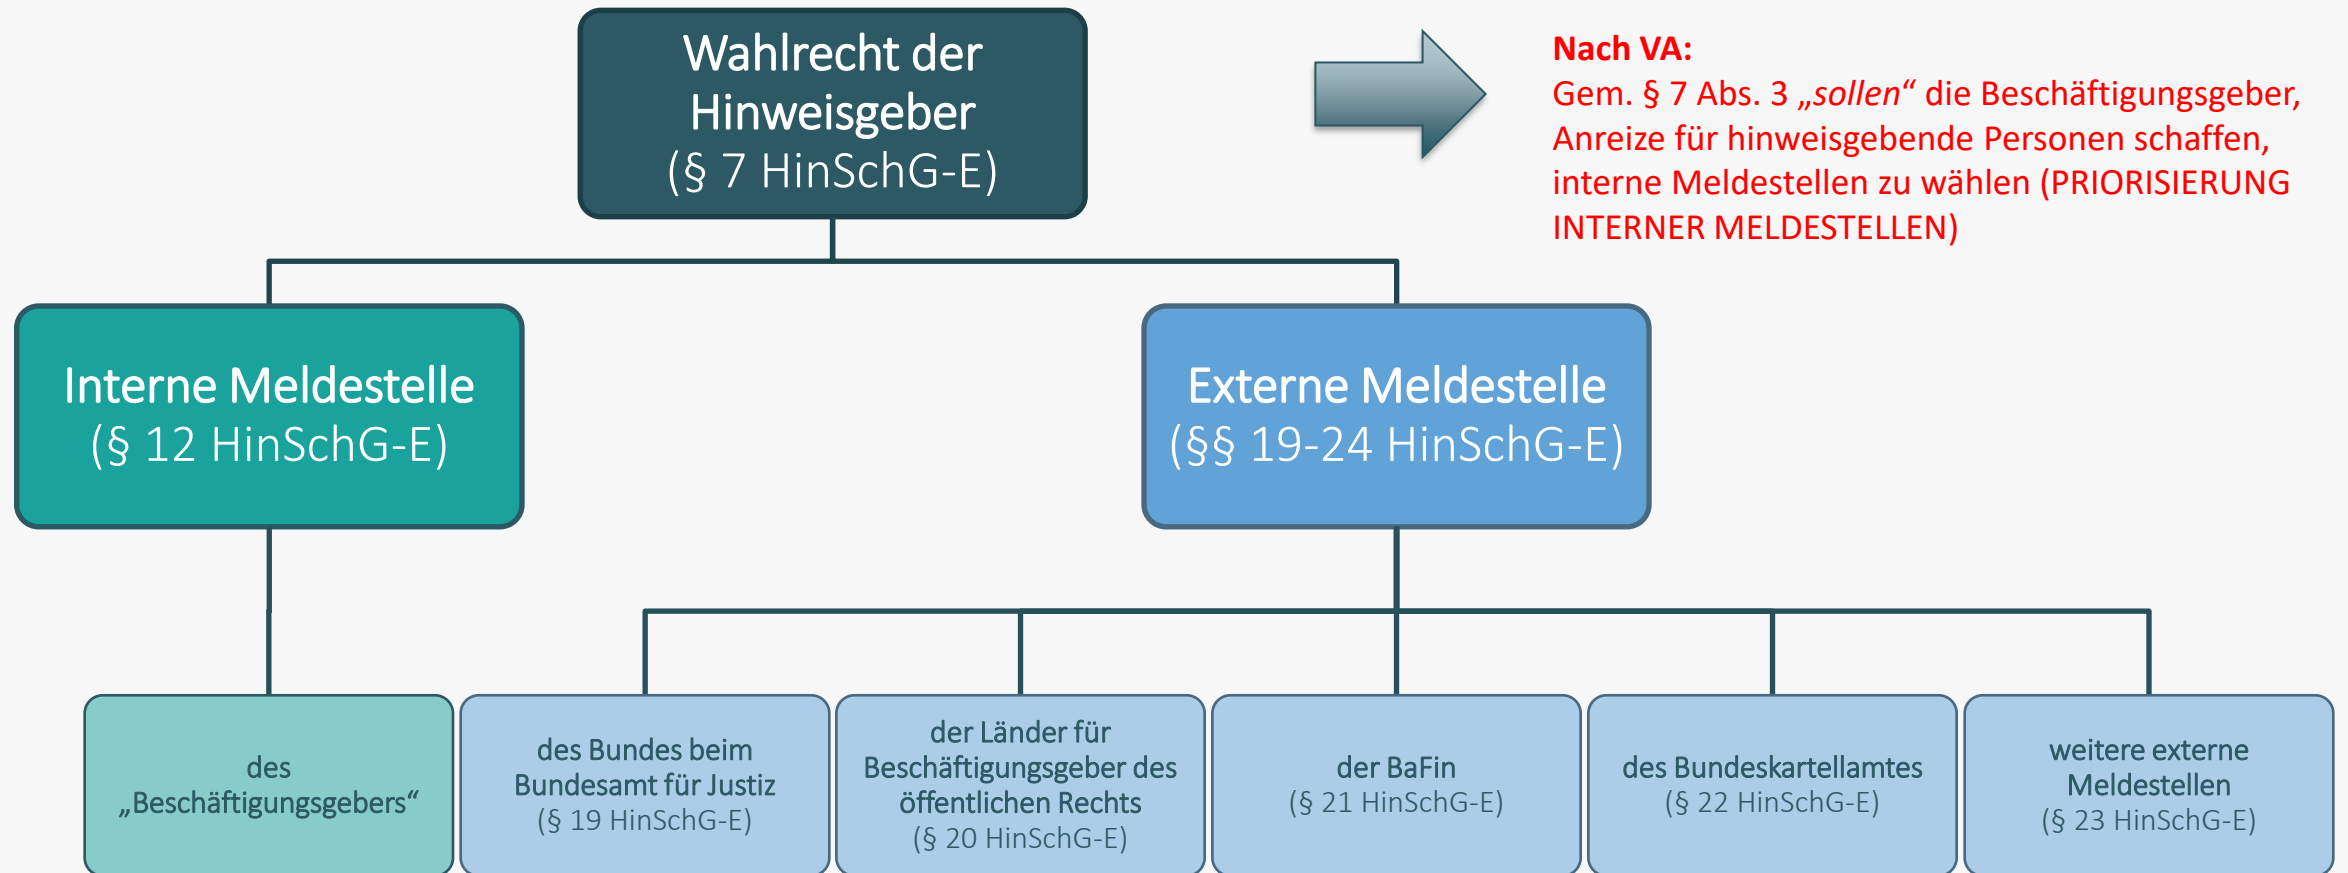 Wahlrecht der
Hinweisgeber
(§ 7 HinSchG-E)
Nach VA:
Gem. § 7 Abs. 3 „sollen“ die Beschäftigungsgeber,
Anreize für hinweisgebende Personen schaffen,
interne Meldestellen zu wählen (PRIORISIERUNG
INTERNER MELDESTELLEN)
Interne Meldestelle
(§ 12 HinSchG-E)
Externe Meldestelle
(§§ 19-24 HinSchG-E)
des
„Beschäftigungsgebers“
des Bundes beim
Bundesamt für Justiz
(§ 19 HinSchG-E)
der Länder für
Beschäftigungsgeber des
öffentlichen Rechts
(§ 20 HinSchG-E)
der BaFin
(§ 21 HinSchG-E)
des Bundeskartellamtes
(§ 22 HinSchG-E)
weitere externe
Meldestellen
(§ 23 HinSchG-E)